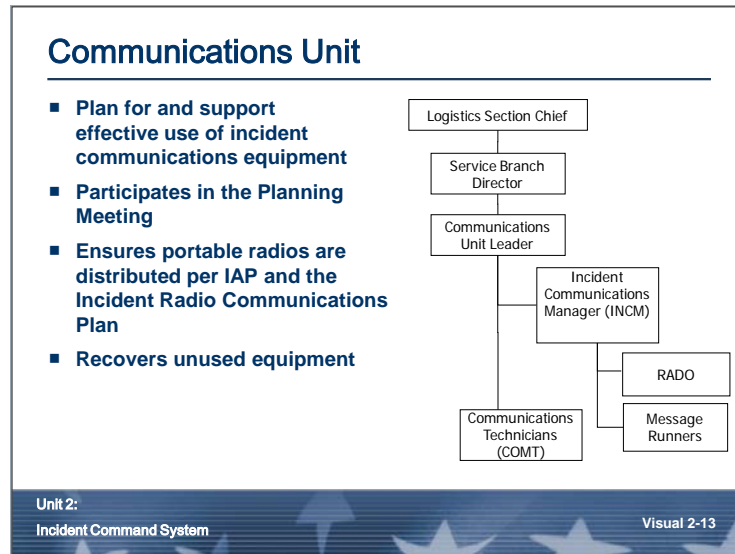 Communications Unit
Plan for and support
effective use of incident
communications equipment
Participates in the Planning
Meeting
Ensures portable radios are
distributed per IAP and the
Incident Radio Communications
Plan
Recovers unused equipment
Logistics Section Chief
Service Branch
Director
Communications
Unit Leader
Incident
Communications
Manager (INCM)
RADO
Message
Runners
Communications
Technicians
(COMT)
Unit 2:
Incident Command System
Visual 2-13